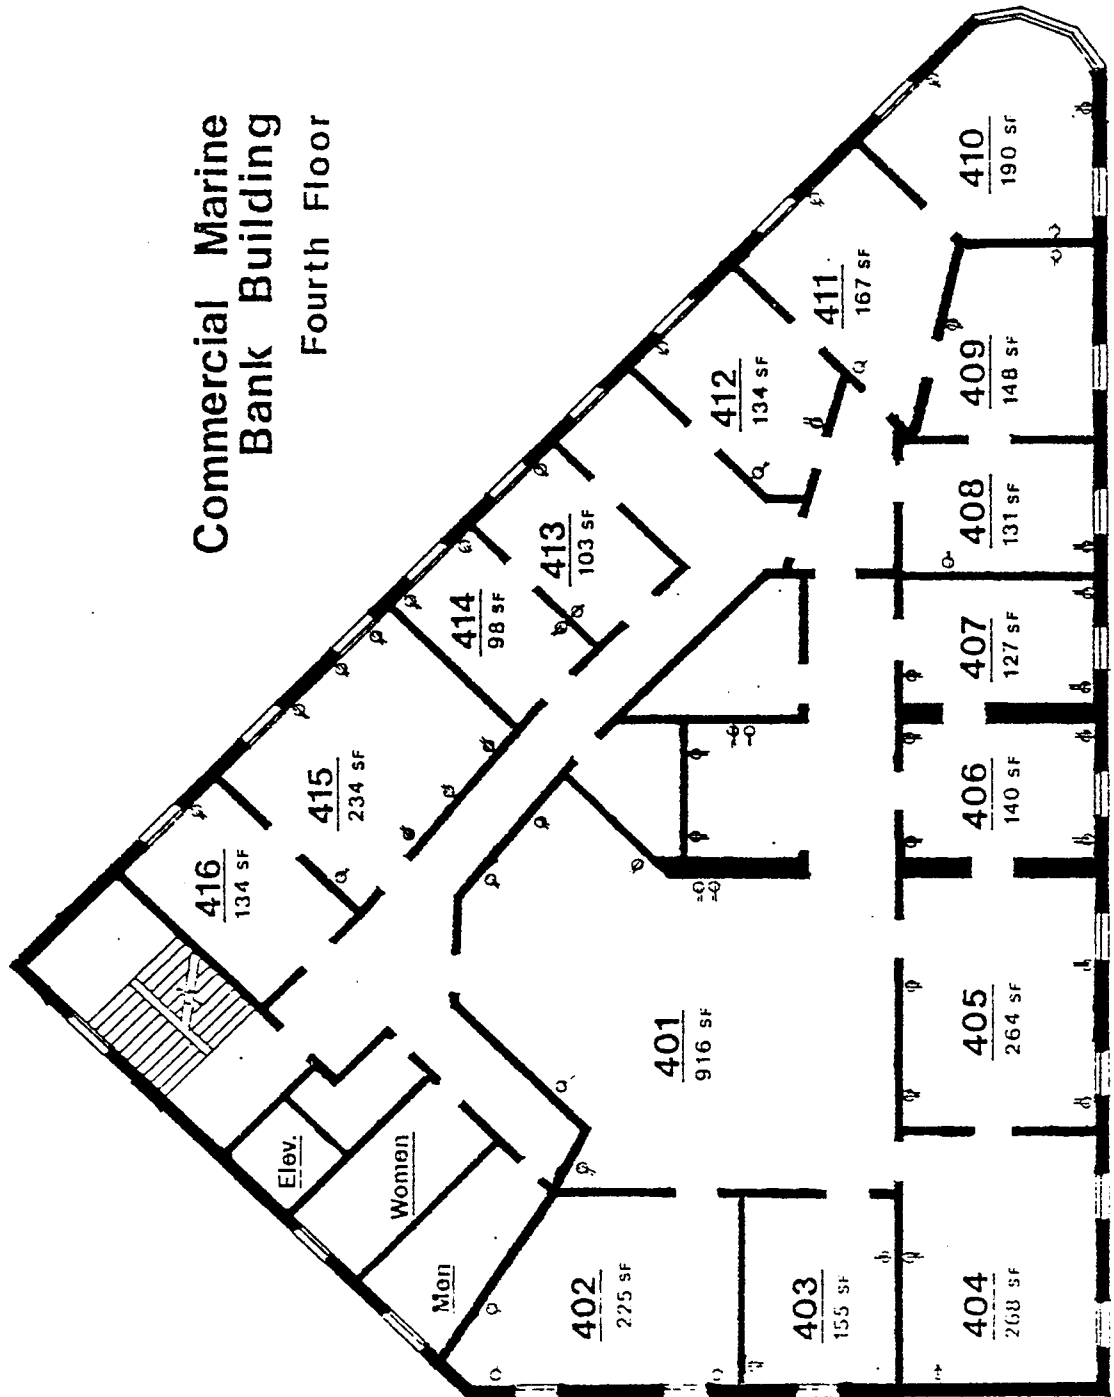 Commercial Marine
Bank Building
Fourth Floor
416
134 SF
415
234 SF
414
98 SF
413
103 SF
412
134 SF
411
167 SF
410
190 SF
Elev.
Women
Men
401
916 SF
402
225 SF
403
155 SF
404
268 SF
405
264 SF
406
140 SF
407
127 SF
408
131 SF
409
148 SF